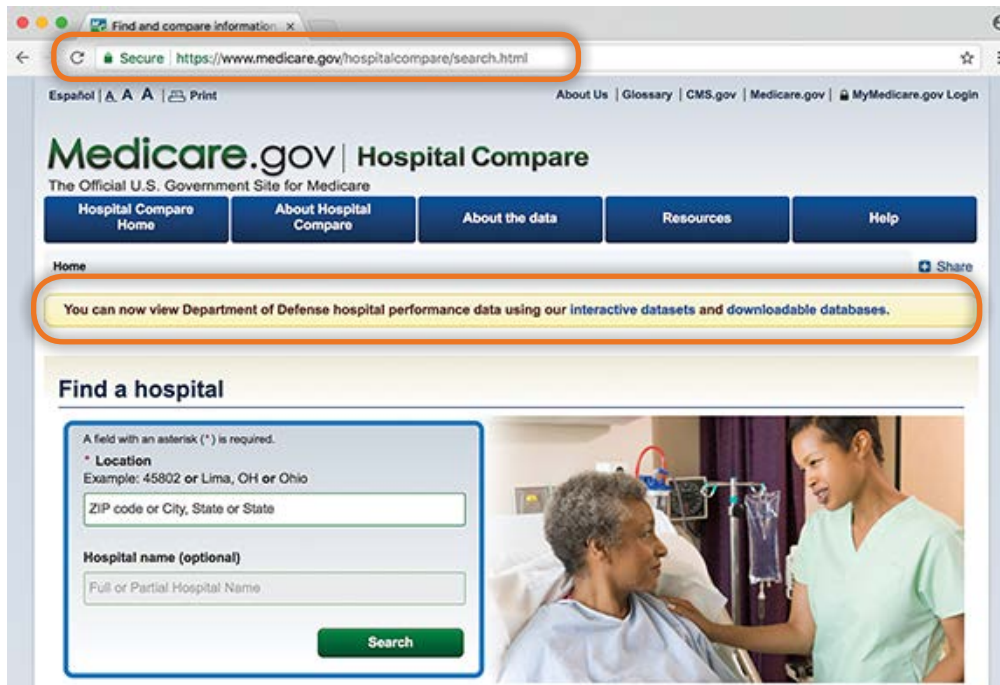 Find and compare information ×
Secure | https://www.medicare.gov/hospitalcompare/search.html
Español | A A A | Print
About Us | Glossary | CMS.gov | Medicare.gov | MyMedicare.gov Login
Medicare.gov | Hospital Compare
The Official U.S. Government Site for Medicare
Hospital Compare Home
About Hospital Compare
About the data
Resources
Help
Home
Share
You can now view Department of Defense hospital performance data using our interactive datasets and downloadable databases.
Find a hospital
A field with an asterisk (*) is required.
* Location
Example: 45802 or Lima, OH or Ohio
ZIP code or City, State or State
Hospital name (optional)
Full or Partial Hospital Name
Search